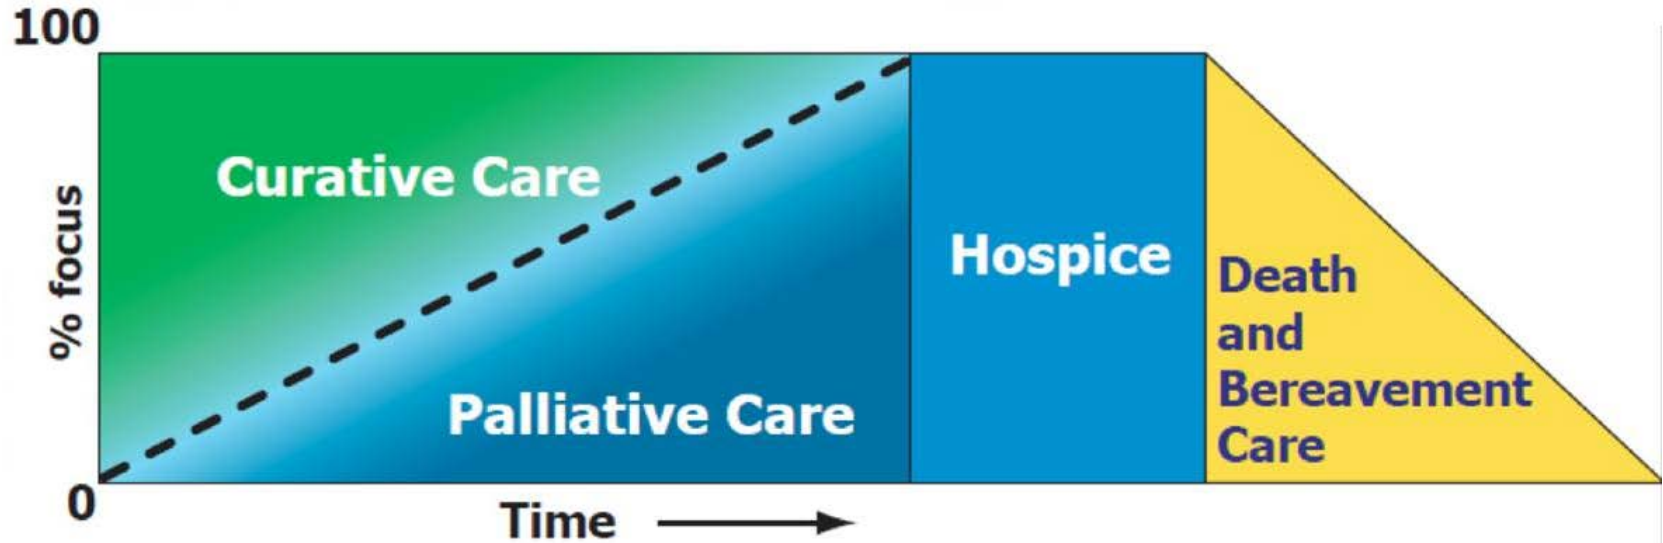 100
% focus
Curative Care
Palliative Care
Hospice
Death
and
Bereavement
Care
0
Time